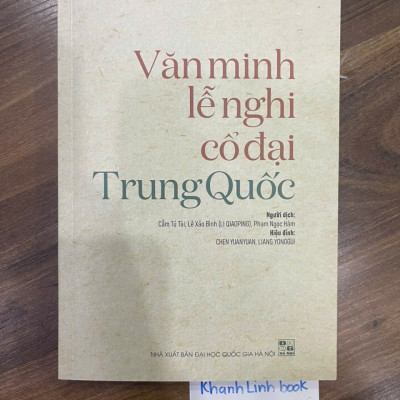 Văn minh
lễ nghi
cổ đại
Trung Quốc
Người dịch:
Cầm Tú Tài, Lê Xảo Bình (LI QIAOPING), Phạm Ngọc Hàm
Hiệu đính:
CHEN YUANYUAN, LIANG YONGGUI
NHÀ XUẤT BẢN ĐẠI HỌC QUỐC GIA HÀ NỘI
Khanh Linh book